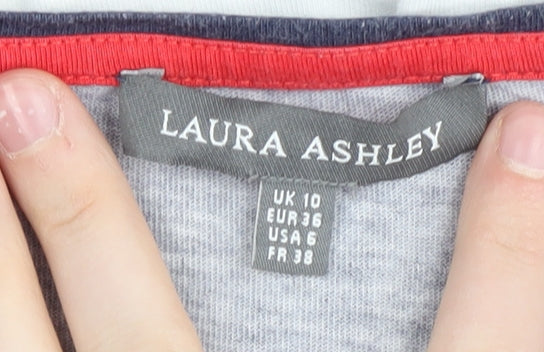 LAURA ASHLEY
UK 10
EUR 36
USA 6
FR 38